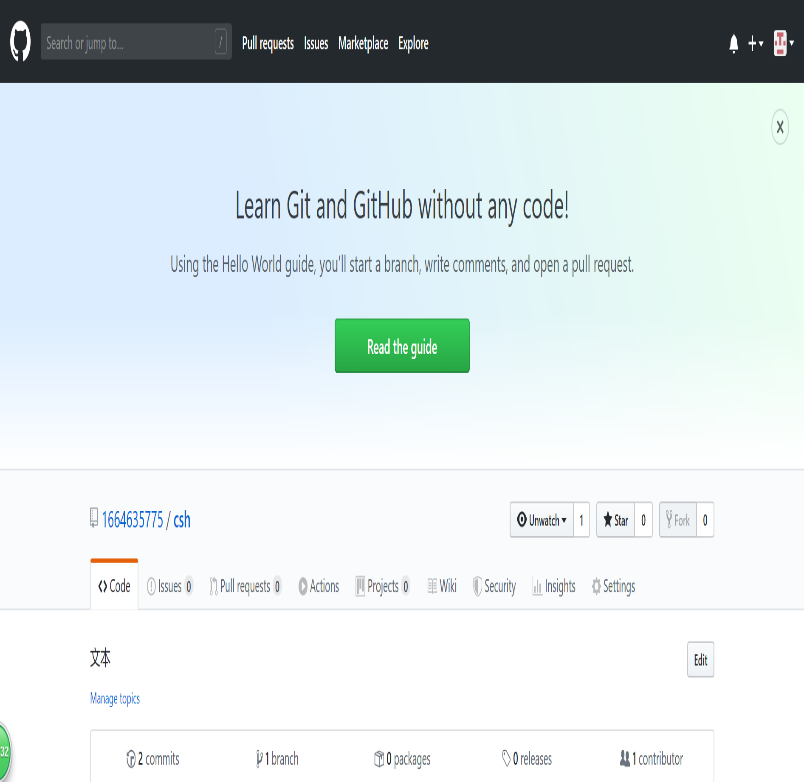 Search or jump to... / Pull requests Issues Marketplace Explore
Learn Git and GitHub without any code!
Using the Hello World guide, you'll start a branch, write comments, and open a pull request.
Read the guide
1664635775 / csh Unwatch 1 Star 0 Fork 0
Code Issues 0 Pull requests 0 Actions Projects 0 Wiki Security Insights Settings
文本 Edit
Manage topics
32 2 commits 1 branch 0 packages 0 releases 1 contributor